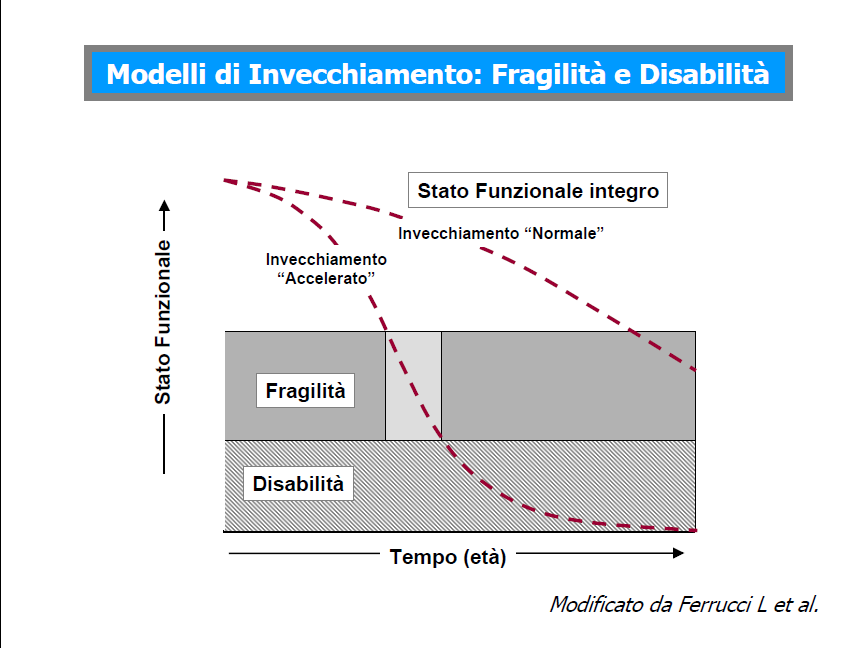 Modelli di Invecchiamento: Fragilità e Disabilità
Stato Funzionale integro
Invecchiamento “Normale”
Invecchiamento
“Accelerato”
Stato Funzionale
Fragilità
Disabilità
Tempo (età)
Modificato da Ferrucci L et al.